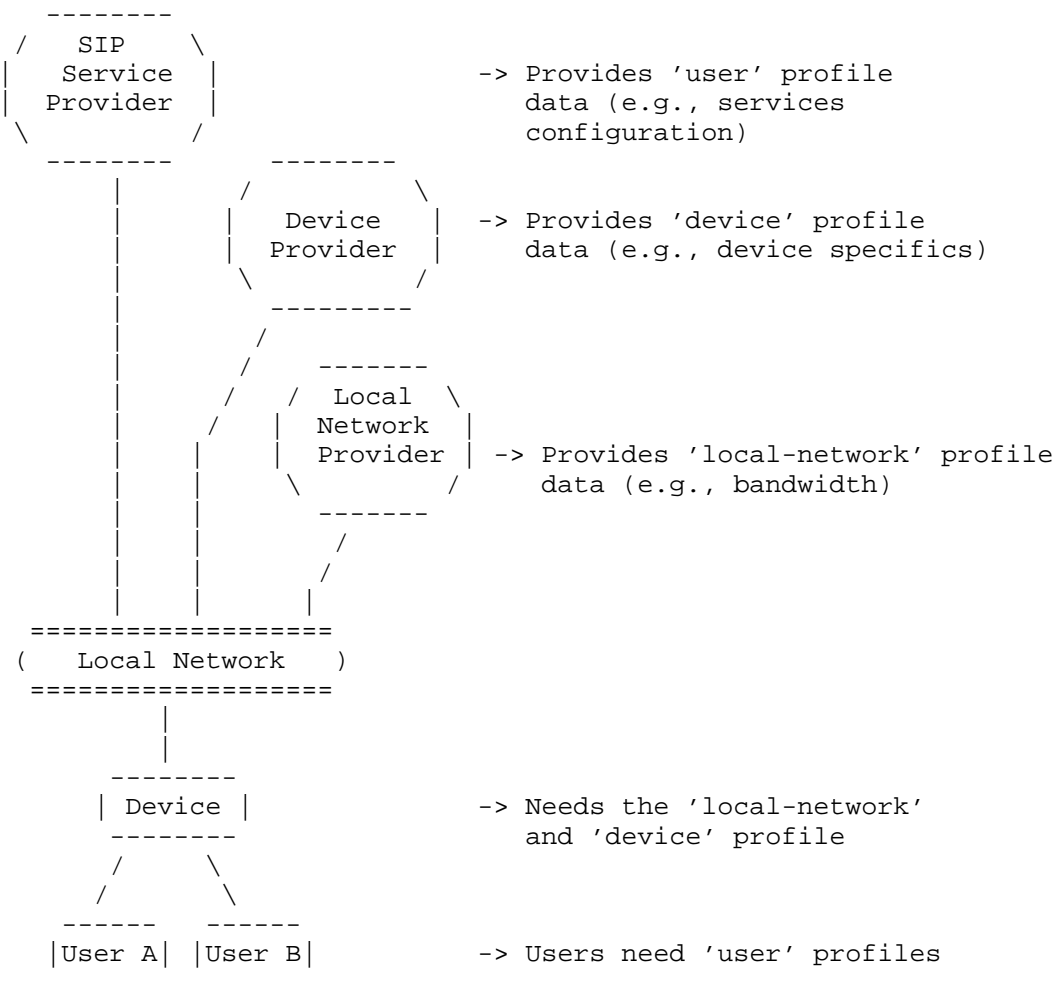 SIP
Service -> Provides 'user' profile
Provider data (e.g., services
configuration)
Device -> Provides 'device' profile
Provider data (e.g., device specifics)
Local
Network
Provider -> Provides 'local-network' profile
data (e.g., bandwidth)
Local Network
Device -> Needs the 'local-network'
and 'device' profile
User A User B -> Users need 'user' profiles